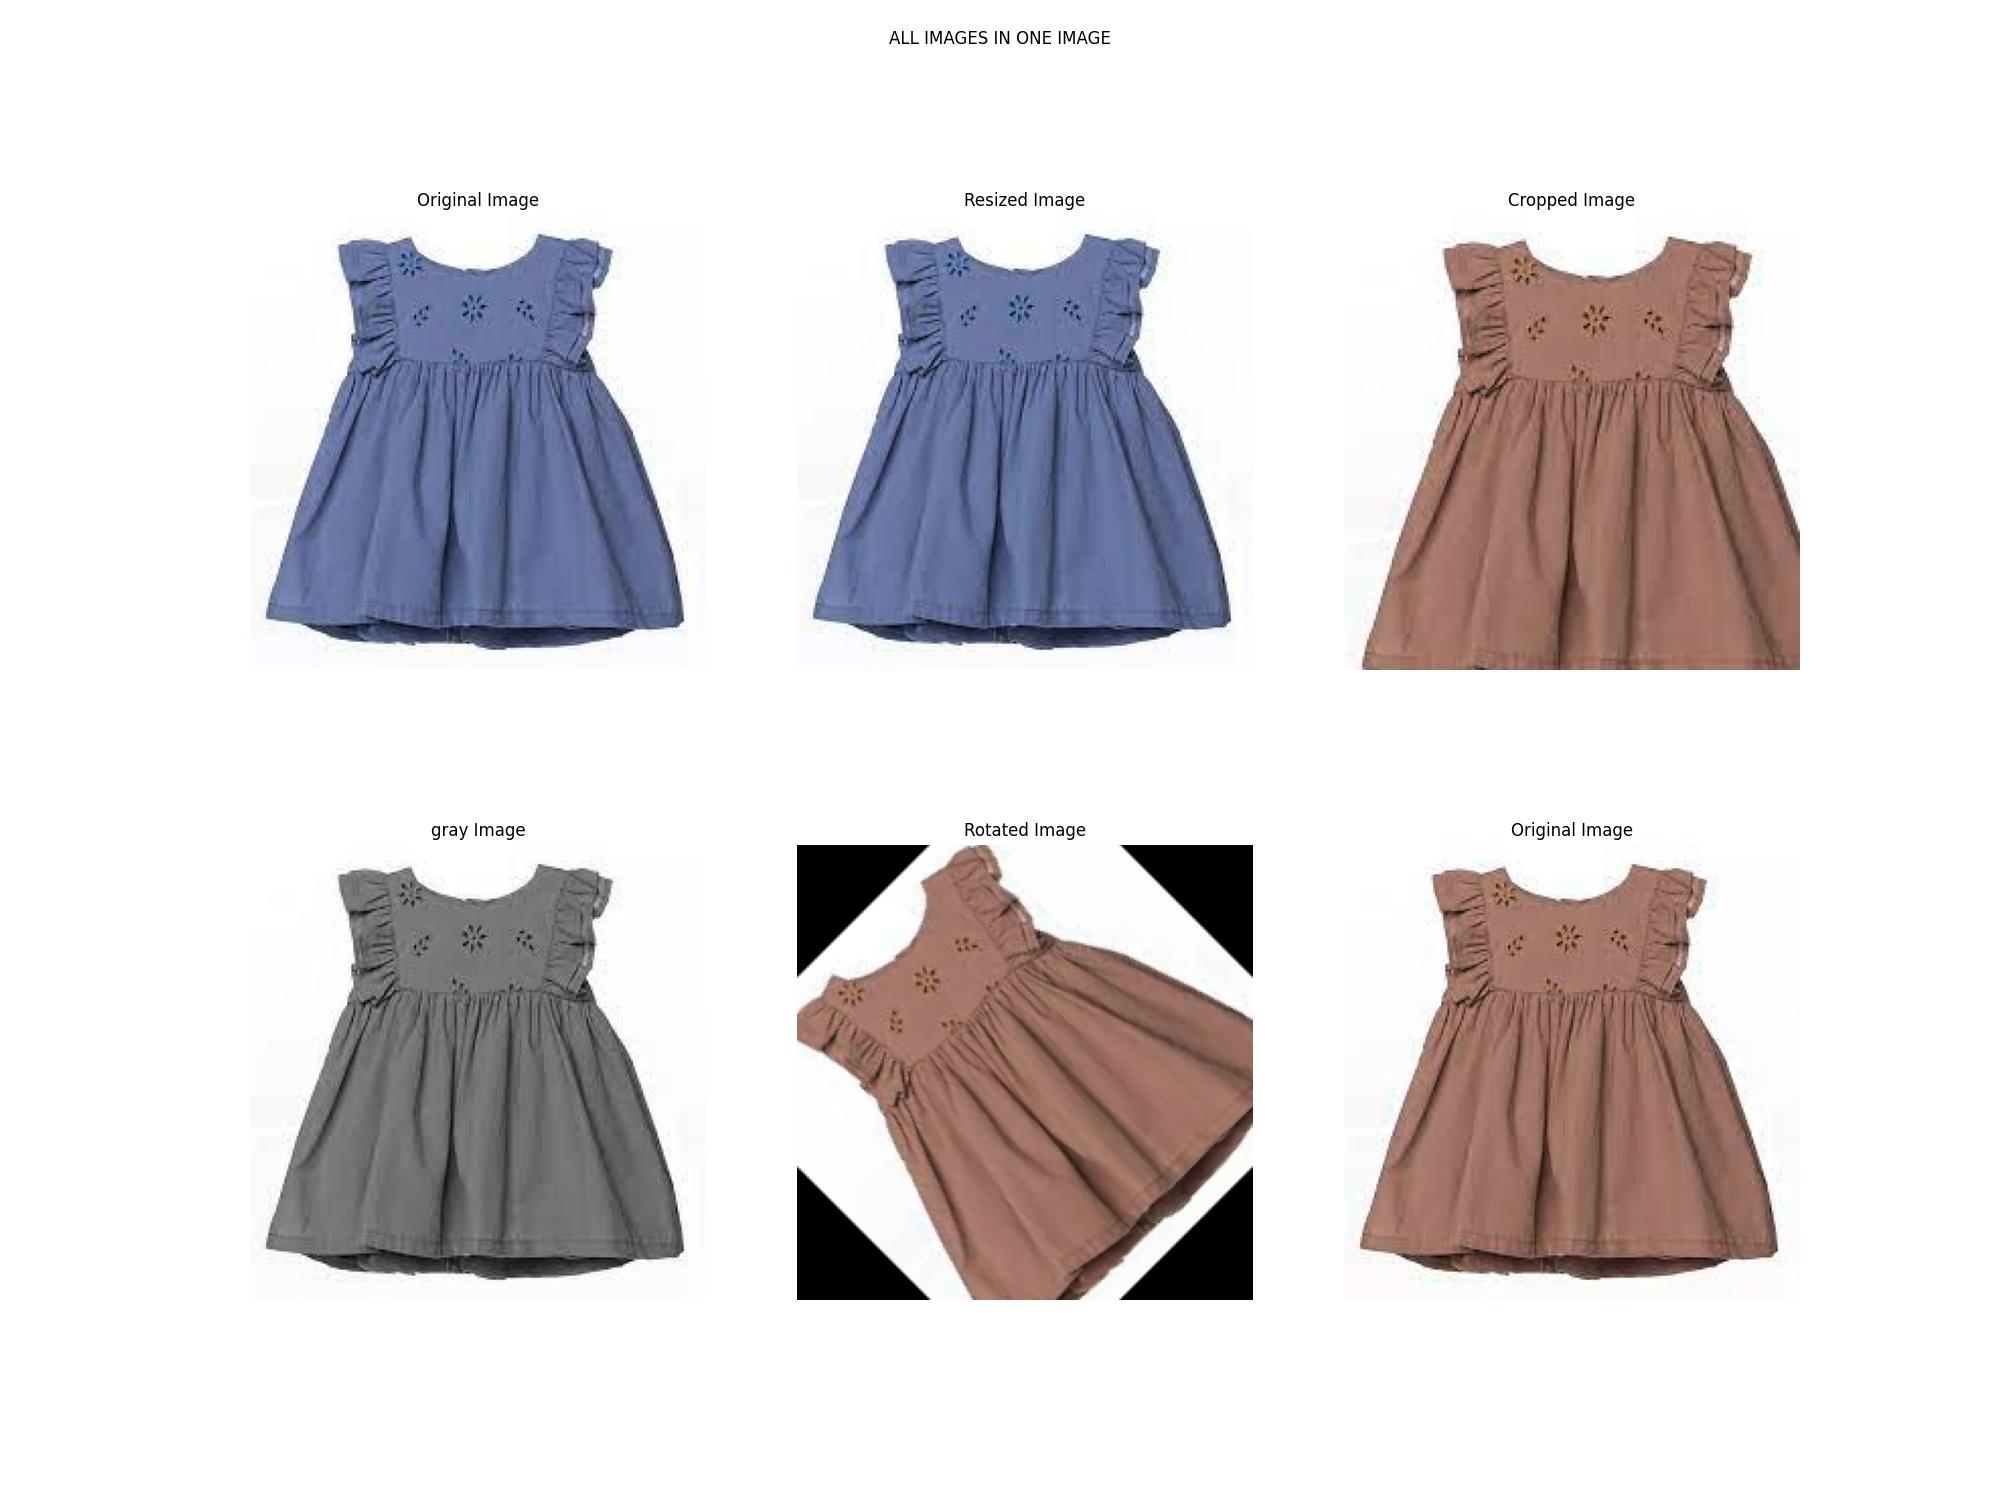 ALL IMAGES IN ONE IMAGE
Original Image
Resized Image
Cropped Image
gray Image
Rotated Image
Original Image